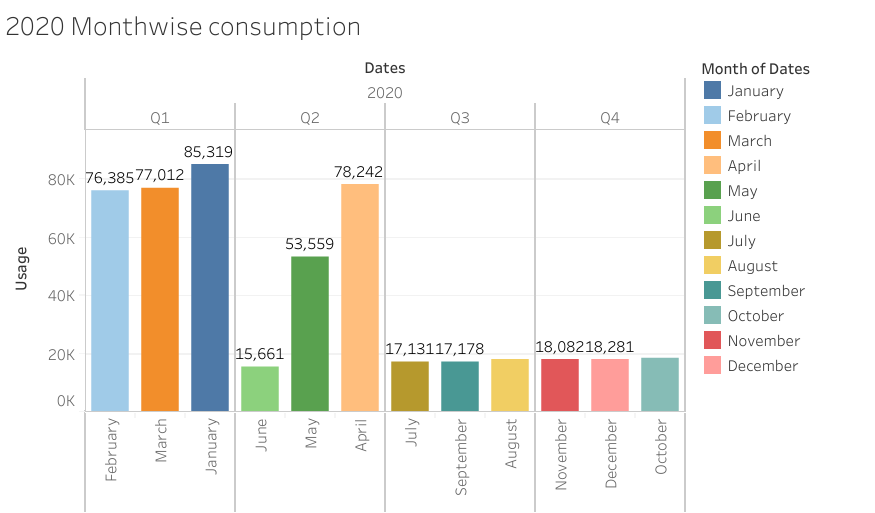 2020 Monthwise consumption
Dates
2020
Q1 Q2 Q3 Q4
Usage
80K
60K
40K
20K
0K
76,385 77,012 85,319 15,661 53,559 78,242 17,131 17,178 18,082 18,281
February March January June May April July September August November December October
Month of Dates
January
February
March
April
May
June
July
August
September
October
November
December